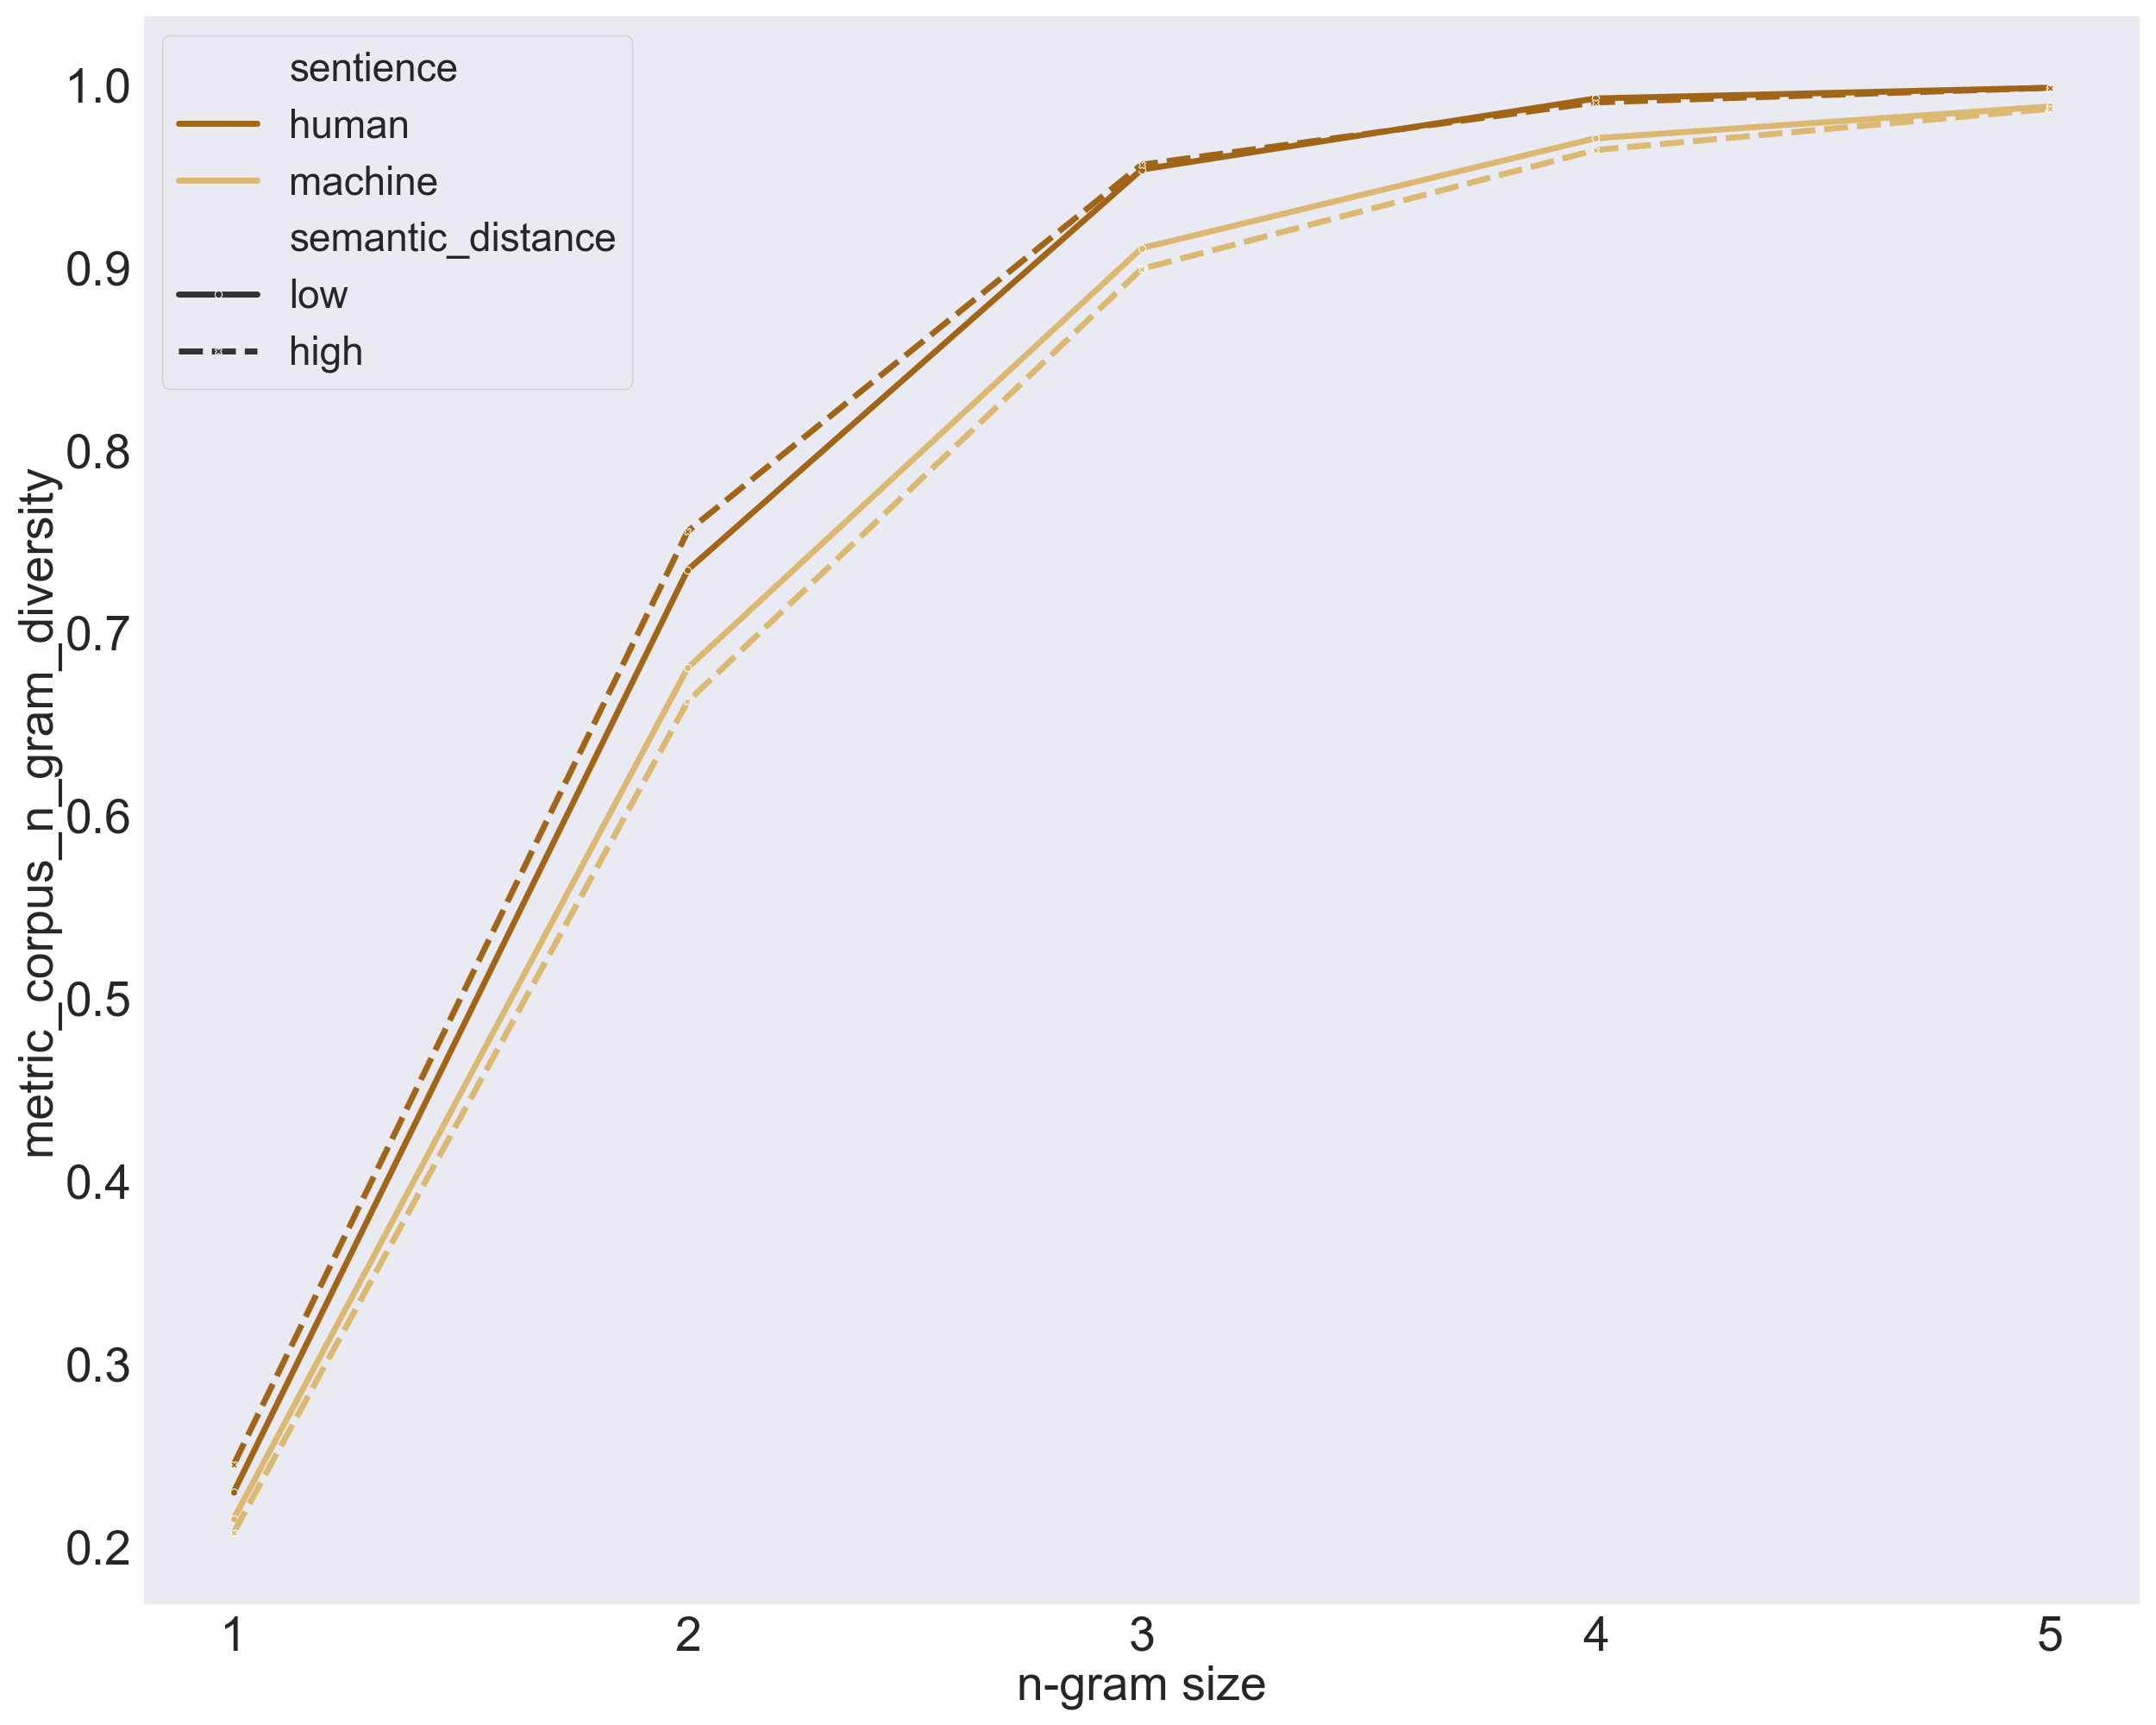 sentience
human
machine
semantic_distance
low
high
metric_corpus_n_gram_diversity
1.0
0.9
0.8
0.7
0.6
0.5
0.4
0.3
0.2
1 2 3 4 5
n-gram size